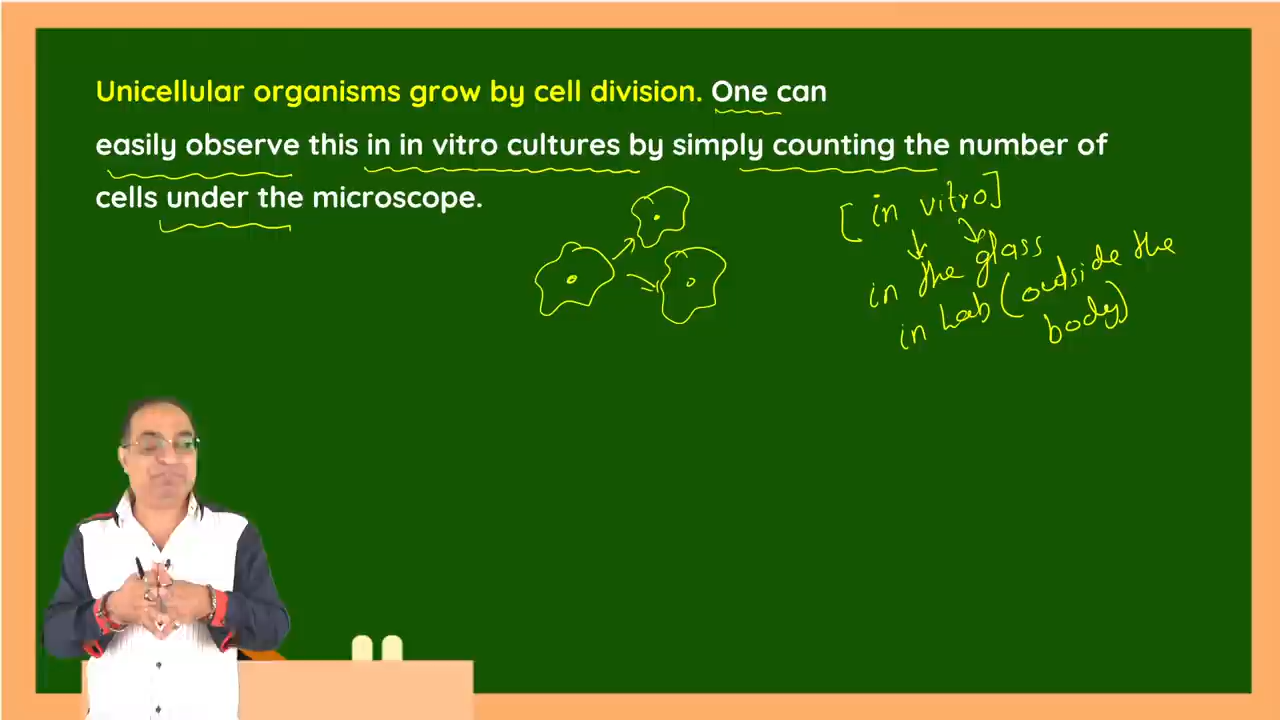 Unicellular organisms grow by cell division. One can
easily observe this in in vitro cultures by simply counting the number of
cells under the microscope.
[in vitro]
in the glass
in Lab (outside the
body)